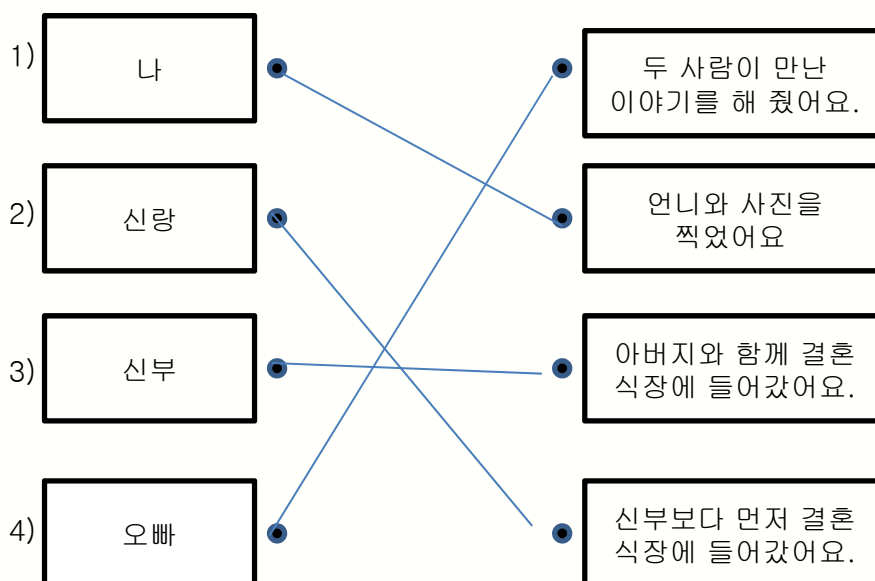 1) 나
두 사람이 만난
이야기를 해 줬어요.
2) 신랑
언니와 사진을
찍었어요
3) 신부
아버지와 함께 결혼
식장에 들어갔어요.
4) 오빠
신부보다 먼저 결혼
식장에 들어갔어요.